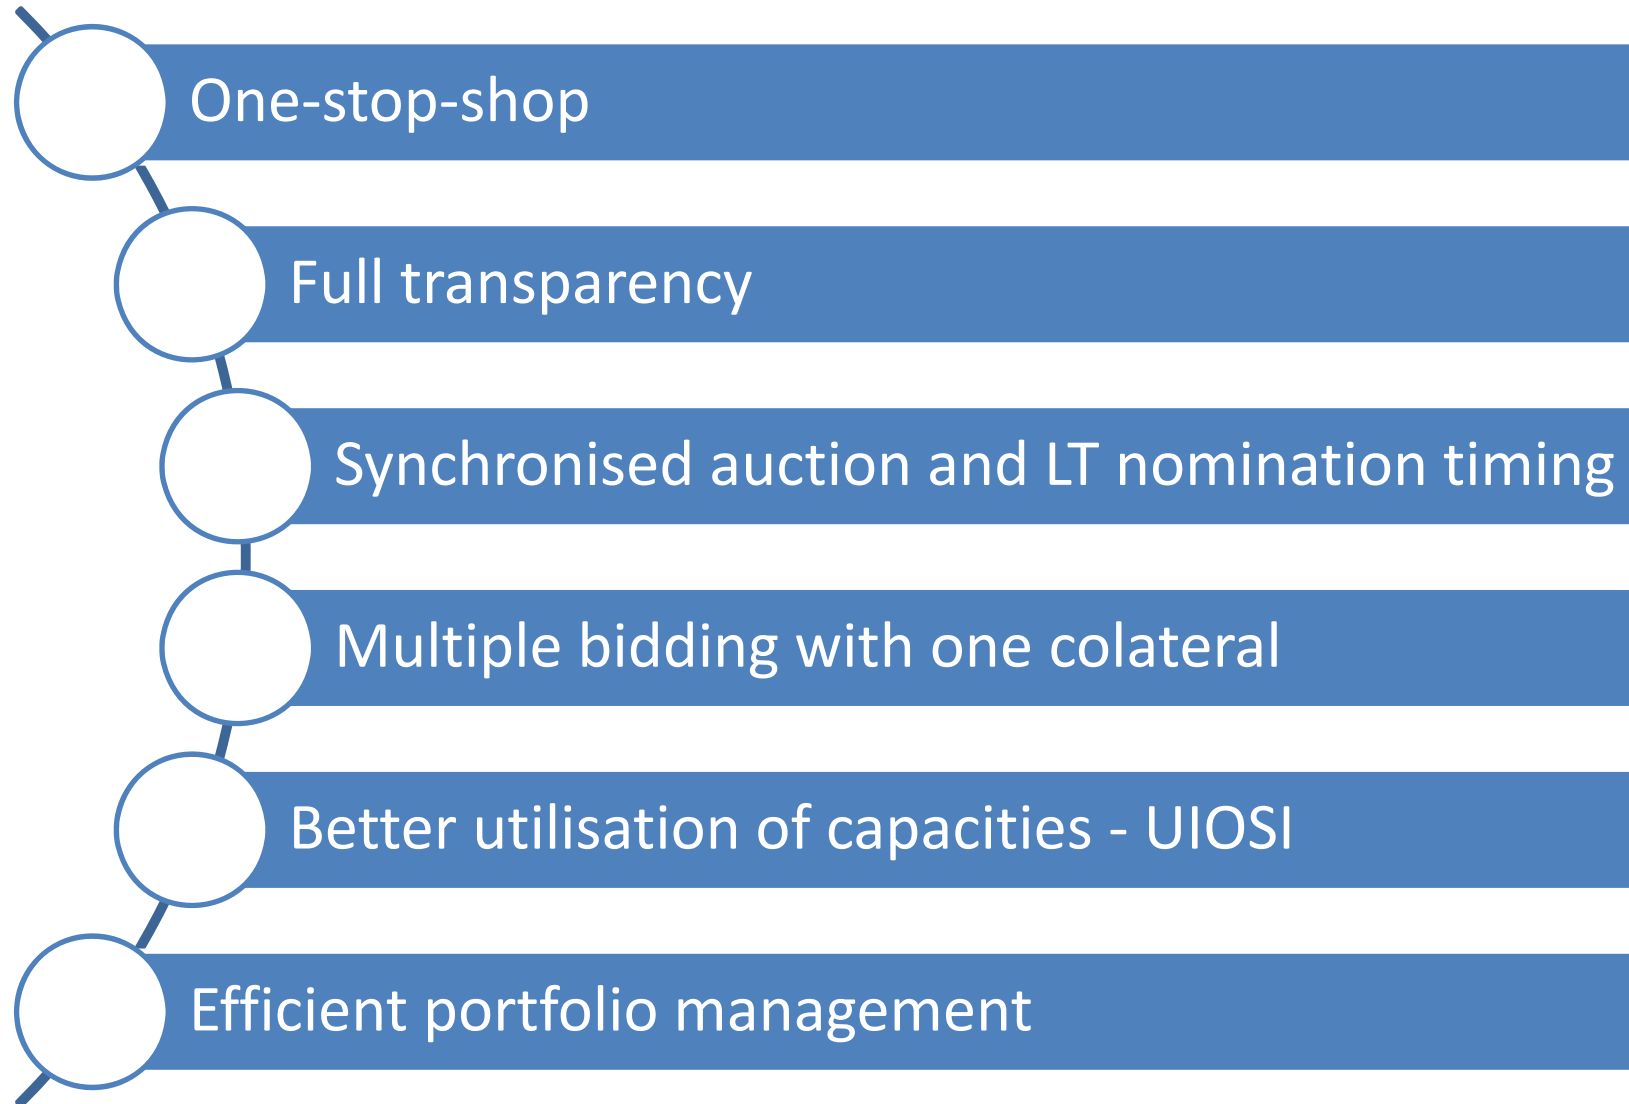 One-stop-shop
Full transparency
Synchronised auction and LT nomination timing
Multiple bidding with one colateral
Better utilisation of capacities - UIOSI
Efficient portfolio management